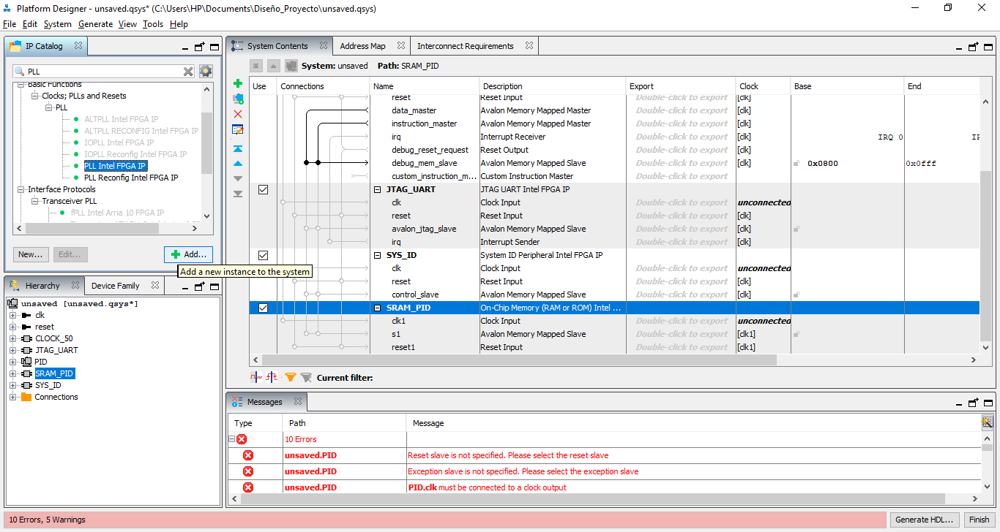 Platform Designer - unsaved.qsys* (C:\Users\HP\Documents\Diseño_Proyecto\unsaved.qsys)
File Edit System Generate View Tools Help
IP Catalog
PLL
Basic Functions
Clocks; PLLs and Resets
PLL
ALTPLL Intel FPGA IP
ALTPLL RECONFIG Intel FPGA IP
IOPLL Intel FPGA IP
IOPLL Reconfig Intel FPGA IP
PLL Intel FPGA IP
PLL Reconfig Intel FPGA IP
Interface Protocols
Transceiver PLL
fPLL Intel Arria 10 FPGA IP
New... Edit... Add...
Add a new instance to the system
Hierarchy Device Family
unsaved [unsaved.qsys*]
clk
reset
CLOCK_50
JTAG_UART
PID
SRAM_PID
SYS_ID
Connections
System Contents Address Map Interconnect Requirements
System: unsaved Path: SRAM_PID
Use Connections Name Description Export Clock Base End
reset Reset Input Double-click to export [clk]
data_master Avalon Memory Mapped Master Double-click to export [clk]
instruction_master Avalon Memory Mapped Master Double-click to export [clk]
irq Interrupt Receiver Double-click to export [clk] IRQ 0 IR
debug_reset_request Reset Output Double-click to export [clk]
debug_mem_slave Avalon Memory Mapped Slave Double-click to export [clk] 0x0800 0x0fff
custom_instruction_m... Custom Instruction Master Double-click to export
JTAG_UART JTAG UART Intel FPGA IP
clk Clock Input Double-click to export unconnected
reset Reset Input Double-click to export [clk]
avalon_jtag_slave Avalon Memory Mapped Slave Double-click to export [clk]
irq Interrupt Sender Double-click to export [clk]
SYS_ID System ID Peripheral Intel FPGA IP
clk Clock Input Double-click to export unconnected
reset Reset Input Double-click to export [clk]
control_slave Avalon Memory Mapped Slave Double-click to export [clk]
SRAM_PID On-Chip Memory (RAM or ROM) Intel ...
clk1 Clock Input Double-click to export unconnected
s1 Avalon Memory Mapped Slave Double-click to export [clk1]
reset1 Reset Input Double-click to export [clk1]
Current filter:
Messages
Type Path Message
10 Errors
unsaved.PID Reset slave is not specified. Please select the reset slave
unsaved.PID Exception slave is not specified. Please select the exception slave
unsaved.PID PID.clk must be connected to a clock output
10 Errors, 5 Warnings Generate HDL... Finish